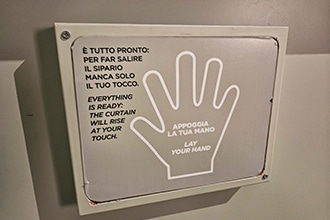 È TUTTO PRONTO:
PER FAR SALIRE
IL SIPARIO
MANCA SOLO
IL TUO TOCCO.
EVERYTHING
IS READY:
THE CURTAIN
WILL RISE
AT YOUR
TOUCH.
APPOGGIA
LA TUA MANO
LAY
YOUR HAND